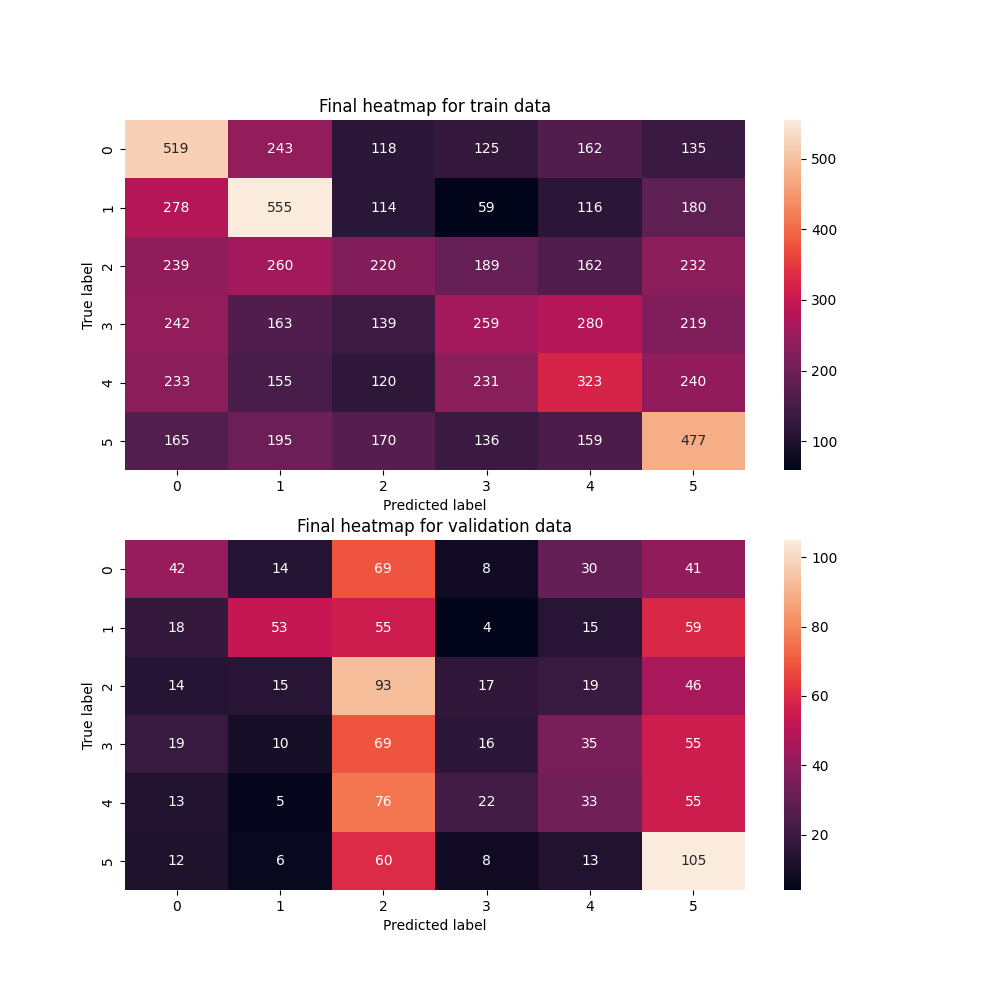 Final heatmap for train data
True label
0 519 243 118 125 162 135
1 278 555 114 59 116 180
2 239 260 220 189 162 232
3 242 163 139 259 280 219
4 233 155 120 231 323 240
5 165 195 170 136 159 477
0 1 2 3 4 5
Predicted label
500
400
300
200
100
Final heatmap for validation data
True label
0 42 14 69 8 30 41
1 18 53 55 4 15 59
2 14 15 93 17 19 46
3 19 10 69 16 35 55
4 13 5 76 22 33 55
5 12 6 60 8 13 105
0 1 2 3 4 5
Predicted label
100
80
60
40
20